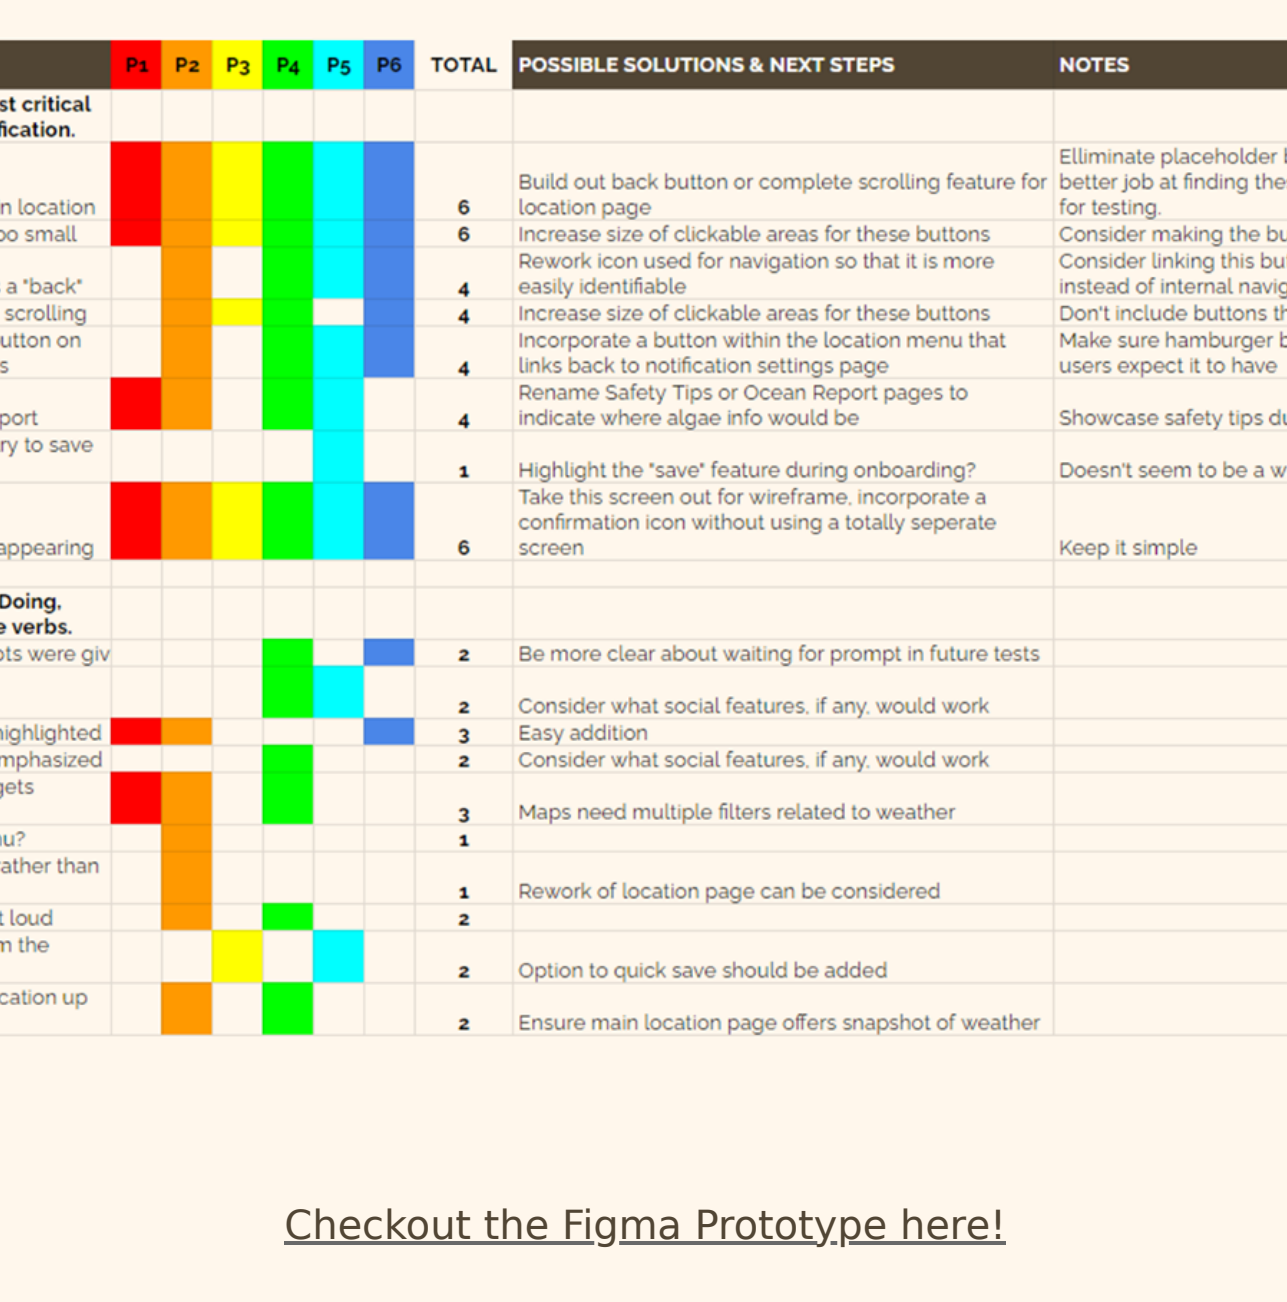 P1 P2 P3 P4 P5 P6 TOTAL POSSIBLE SOLUTIONS & NEXT STEPS NOTES
st critical
fication.
Elliminate placeholder
Build out back button or complete scrolling feature for better job at finding the
n location 6 location page for testing.
oo small 6 Increase size of clickable areas for these buttons Consider making the bu
Rework icon used for navigation so that it is more Consider linking this bu
a "back" 4 easily identifiable instead of internal navig
scrolling 4 Increase size of clickable areas for these buttons Don't include buttons th
utton on Incorporate a button within the location menu that Make sure hamburger b
s 4 links back to notification settings page users expect it to have
Rename Safety Tips or Ocean Report pages to
port 4 indicate where algae info would be Showcase safety tips du
ry to save
1 Highlight the "save" feature during onboarding? Doesn't seem to be a w
Take this screen out for wireframe, incorporate a
confirmation icon without using a totally seperate
appearing 6 screen Keep it simple
Doing,
e verbs.
ots were giv 2 Be more clear about waiting for prompt in future tests
2 Consider what social features, if any, would work
highlighted 3 Easy addition
mphasized 2 Consider what social features, if any, would work
gets
3 Maps need multiple filters related to weather
nu? 1
rather than
1 Rework of location page can be considered
t loud 2
m the
2 Option to quick save should be added
cation up
2 Ensure main location page offers snapshot of weather
Checkout the Figma Prototype here!